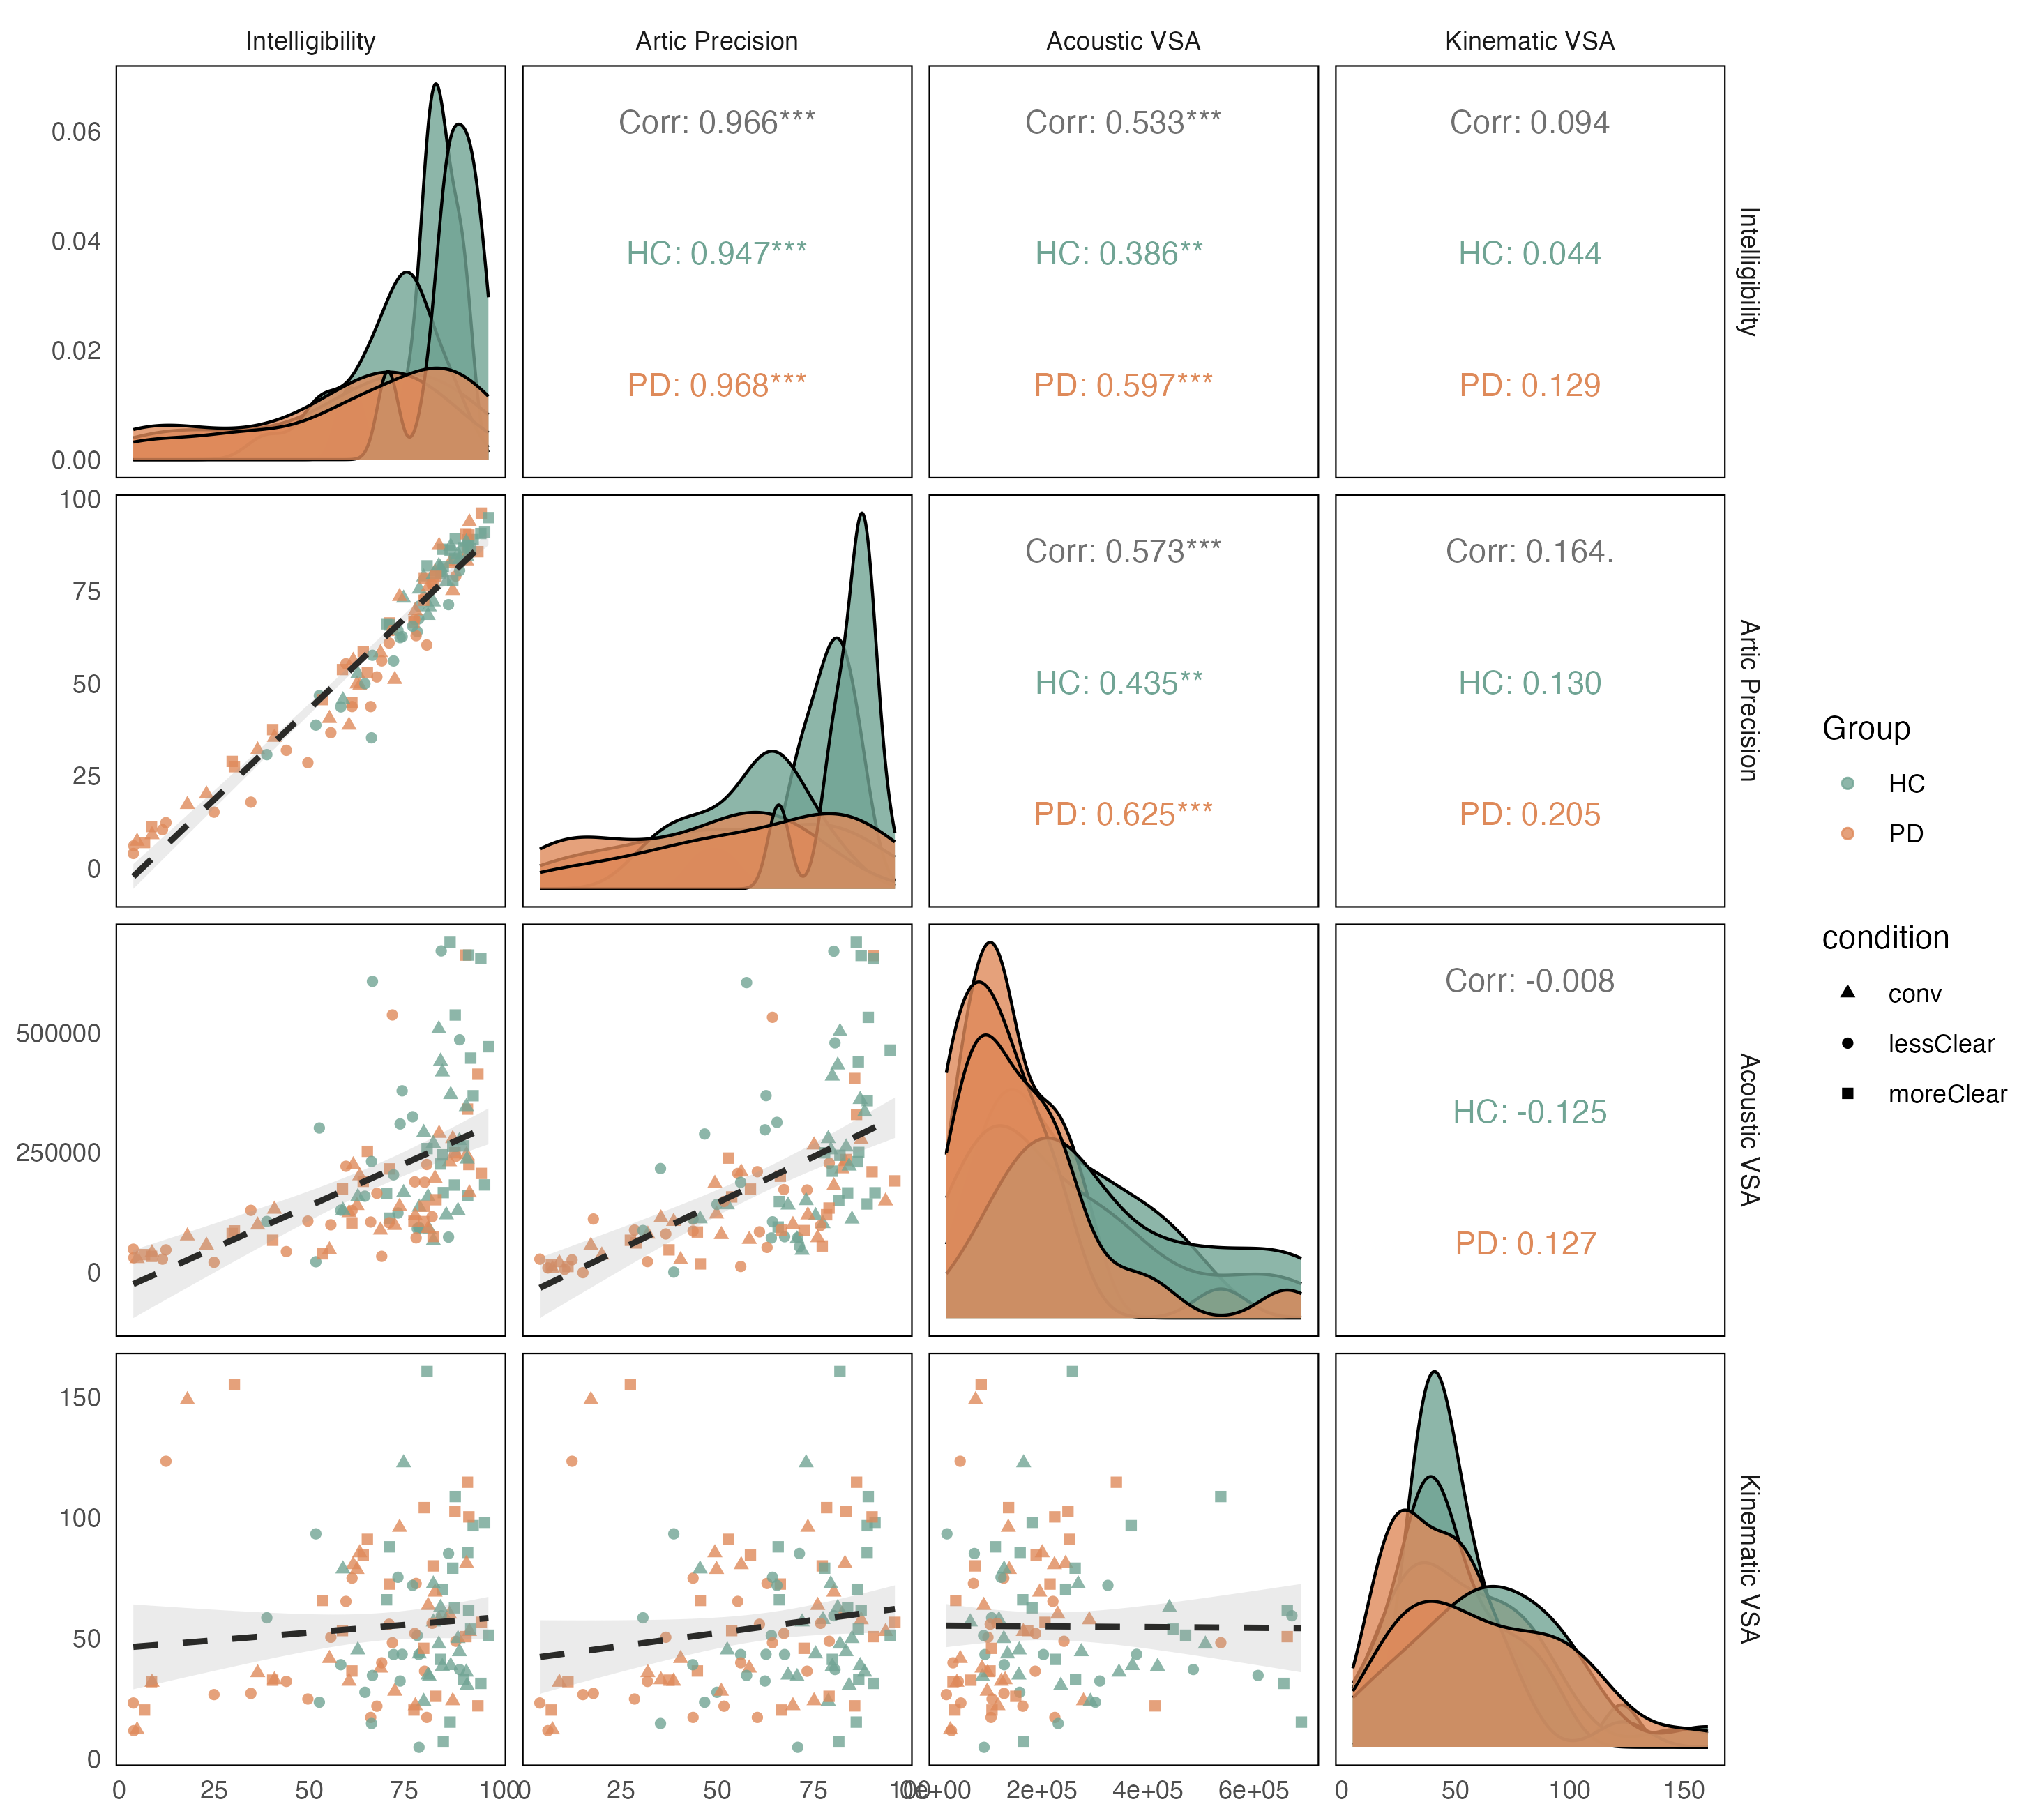 Intelligibility Artic Precision Acoustic VSA Kinematic VSA
0.06
0.04
0.02
0.00
Corr: 0.966***
HC: 0.947***
PD: 0.968***
Corr: 0.533***
HC: 0.386**
PD: 0.597***
Corr: 0.094
HC: 0.044
PD: 0.129
Intelligibility
100
75
50
25
0
Corr: 0.573***
HC: 0.435**
PD: 0.625***
Corr: 0.164.
HC: 0.130
PD: 0.205
Artic Precision
500000
250000
0
Corr: -0.008
HC: -0.125
PD: 0.127
Acoustic VSA
150
100
50
0
Kinematic VSA
0 25 50 75 100
0 25 50 75 100
0e+00 2e+05 4e+05 6e+05
0 50 100 150
Group
HC
PD
condition
conv
lessClear
moreClear